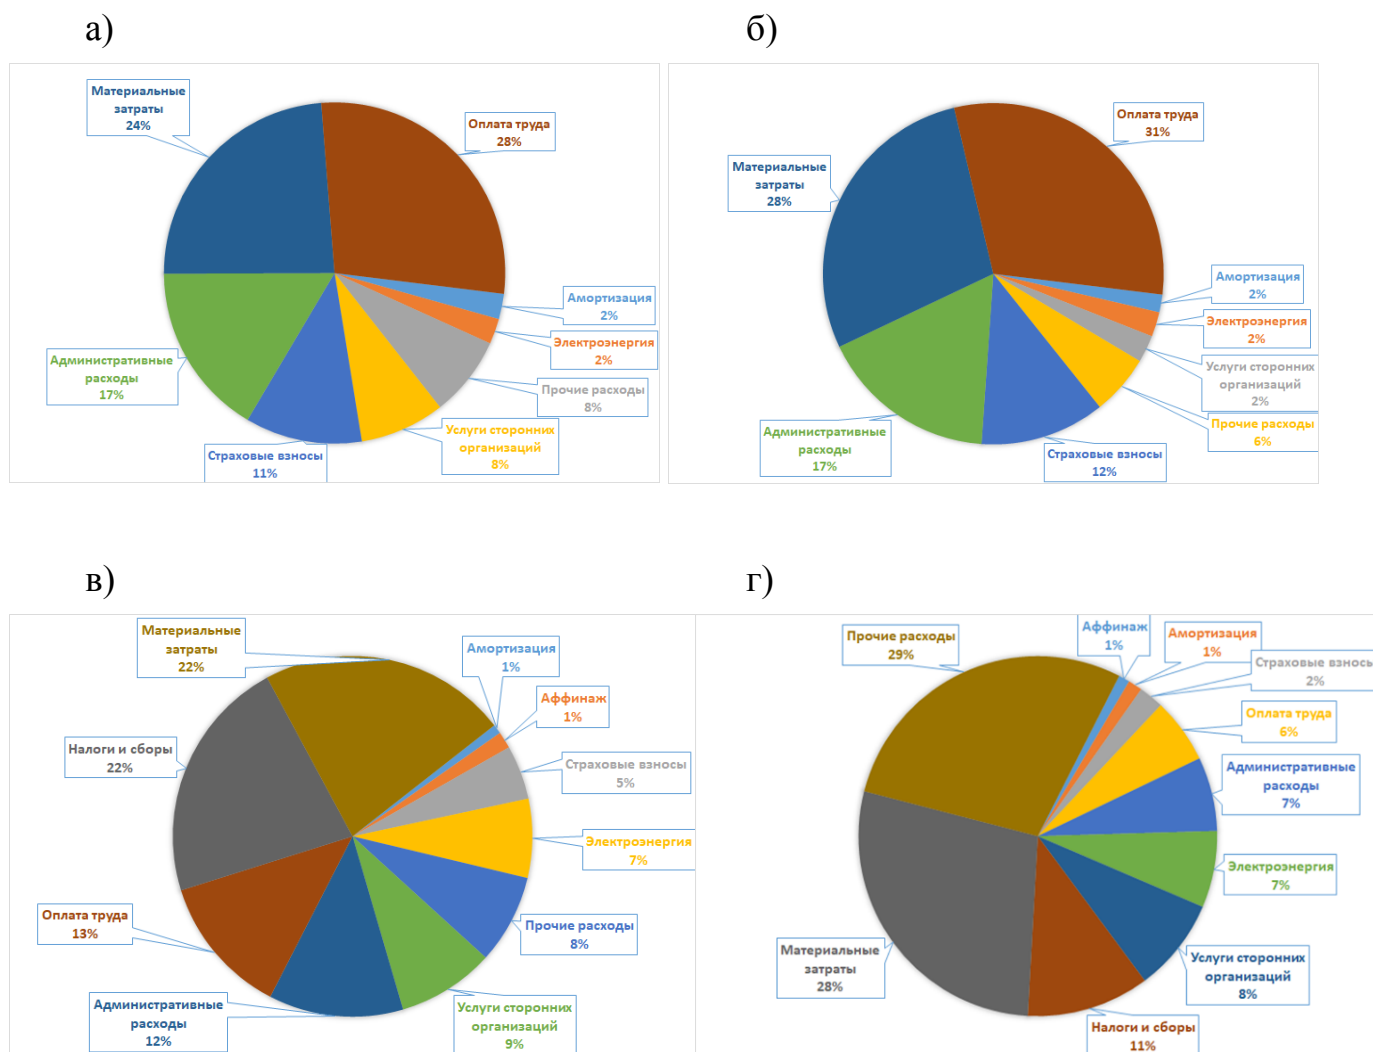 а)
б)
Материальные
затраты
24%
Оплата труда
28%
Амортизация
2%
Электроэнергия
2%
Прочие расходы
8%
Услуги сторонних
организаций
8%
Страховые взносы
11%
Административные
расходы
17%
Оплата труда
31%
Материальные
затраты
28%
Амортизация
2%
Электроэнергия
2%
Услуги сторонних
организаций
2%
Прочие расходы
6%
Страховые взносы
12%
Административные
расходы
17%
в)
г)
Материальные
затраты
22%
Амортизация
1%
Аффинаж
1%
Страховые взносы
5%
Электроэнергия
7%
Прочие расходы
8%
Услуги сторонних
организаций
9%
Административные
расходы
12%
Оплата труда
13%
Налоги и сборы
22%
Прочие расходы
29%
Аффинаж
1%
Амортизация
1%
Страховые взносы
2%
Оплата труда
6%
Административные
расходы
7%
Электроэнергия
7%
Услуги сторонних
организаций
8%
Налоги и сборы
11%
Материальные
затраты
28%